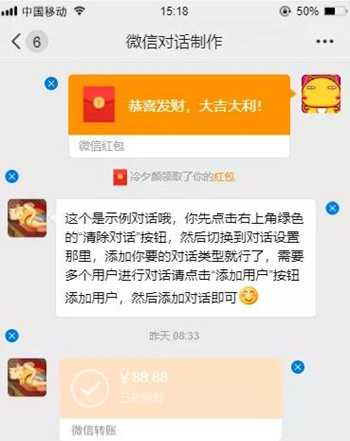 中国移动 15:18 50%
6 微信对话制作
恭喜发财，大吉大利！
微信红包
冷夕颜领取了你的红包
这个是示例对话哦，你先点击右上角绿色
的“清除对话”按钮，然后切换到对话设置
那里，添加你要的对话类型就行了，需要
多个用户进行对话请点击“添加用户”按钮
添加用户，然后添加对话即可
昨天 08:33
￥88.88
微信转账